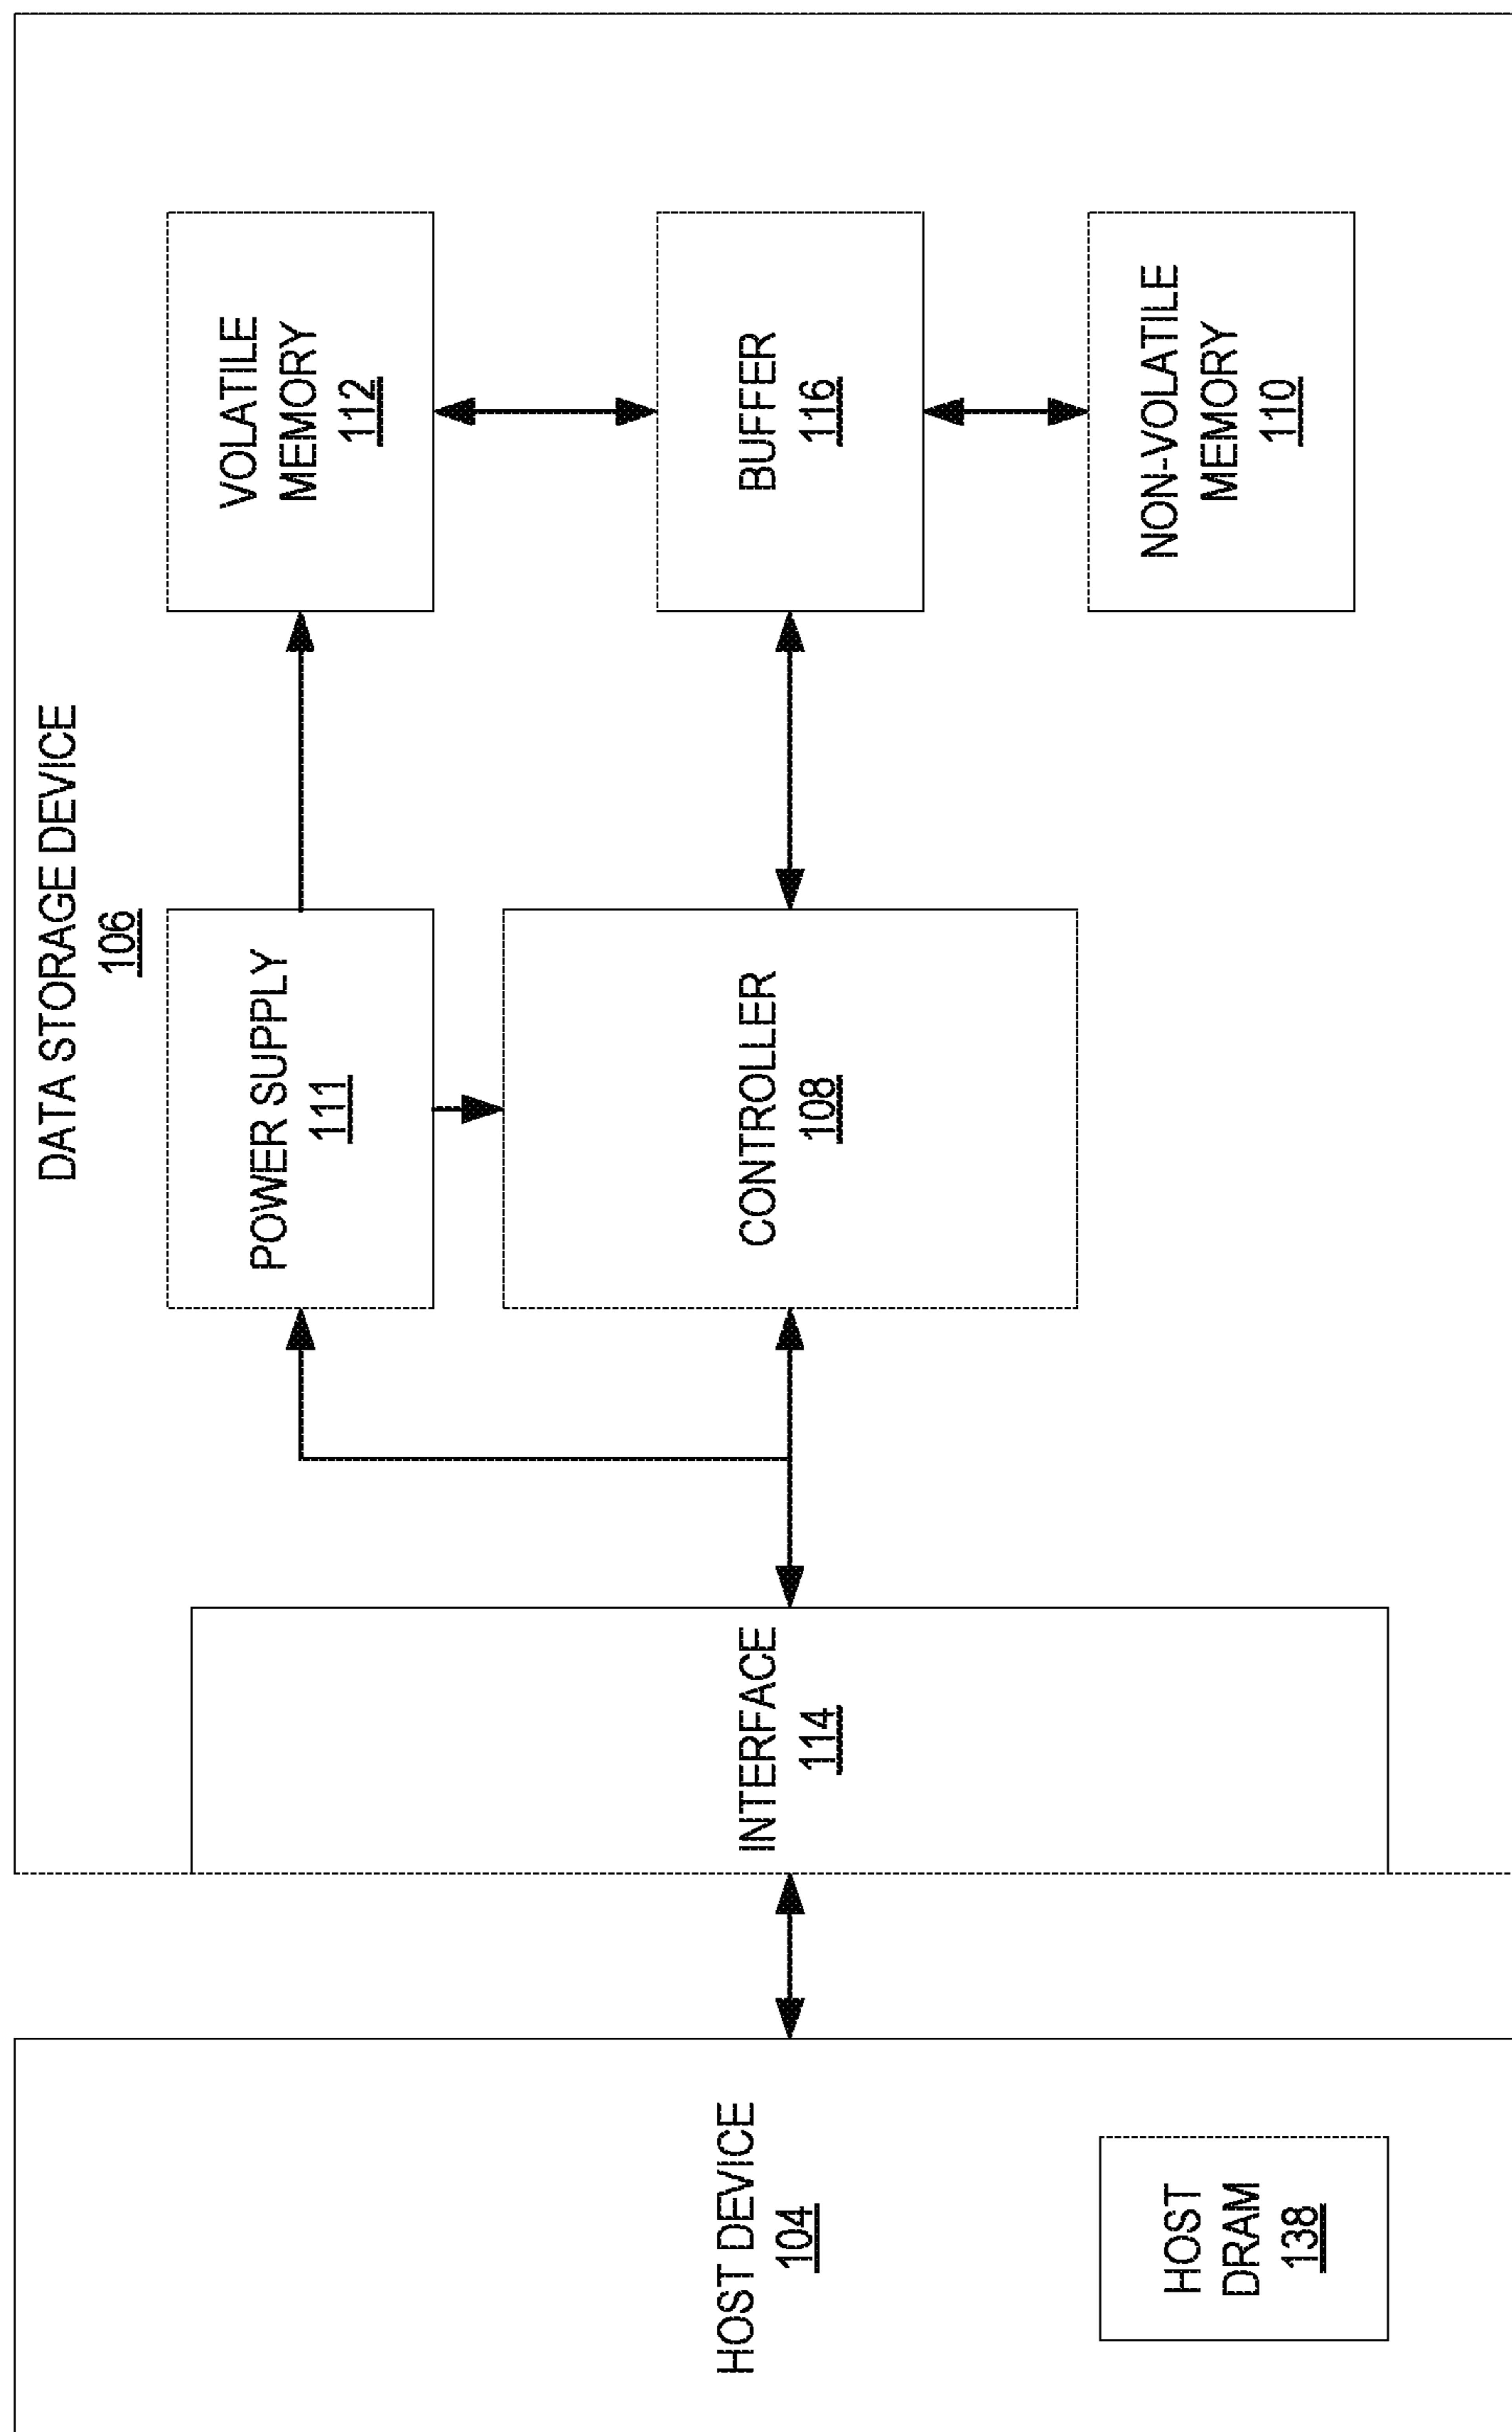 DATA STORAGE DEVICE
106
HOST DEVICE
104
HOST
DRAM
138
INTERFACE
114
POWER SUPPLY
111
CONTROLLER
108
VOLATILE
MEMORY
112
BUFFER
116
NON-VOLATILE
MEMORY
110